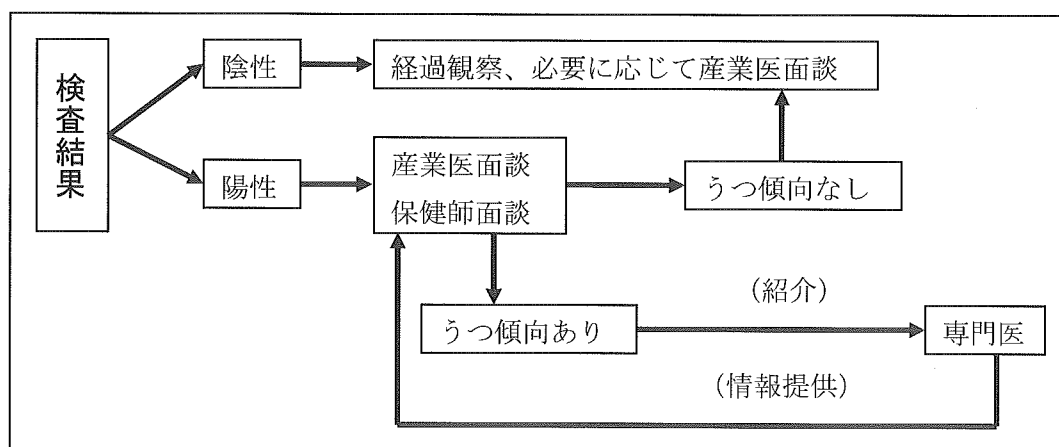 検査結果
陰性
経過観察、必要に応じて産業医面談
陽性
産業医面談
保健師面談
うつ傾向なし
うつ傾向あり
（紹介）
専門医
（情報提供）